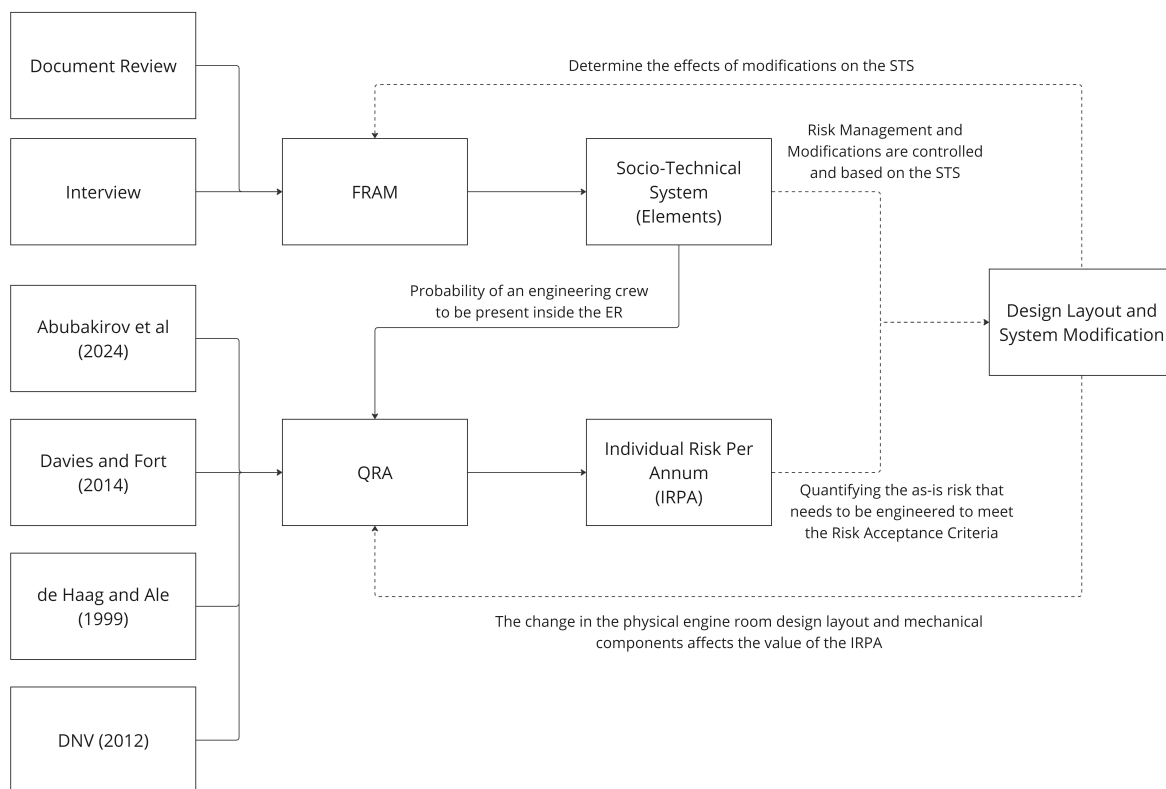 Document Review
Determine the effects of modifications on the STS
Risk Management and
Modifications are controlled
and based on the STS
Interview
FRAM
Socio-Technical
System
(Elements)
Probability of an engineering crew
to be present inside the ER
Design Layout and
System Modification
Abubakirov et al
(2024)
Davies and Fort
(2014)
QRA
Individual Risk Per
Annum
(IRPA)
Quantifying the as-is risk that
needs to be engineered to meet
the Risk Acceptance Criteria
de Haag and Ale
(1999)
The change in the physical engine room design layout and mechanical
components affects the value of the IRPA
DNV (2012)